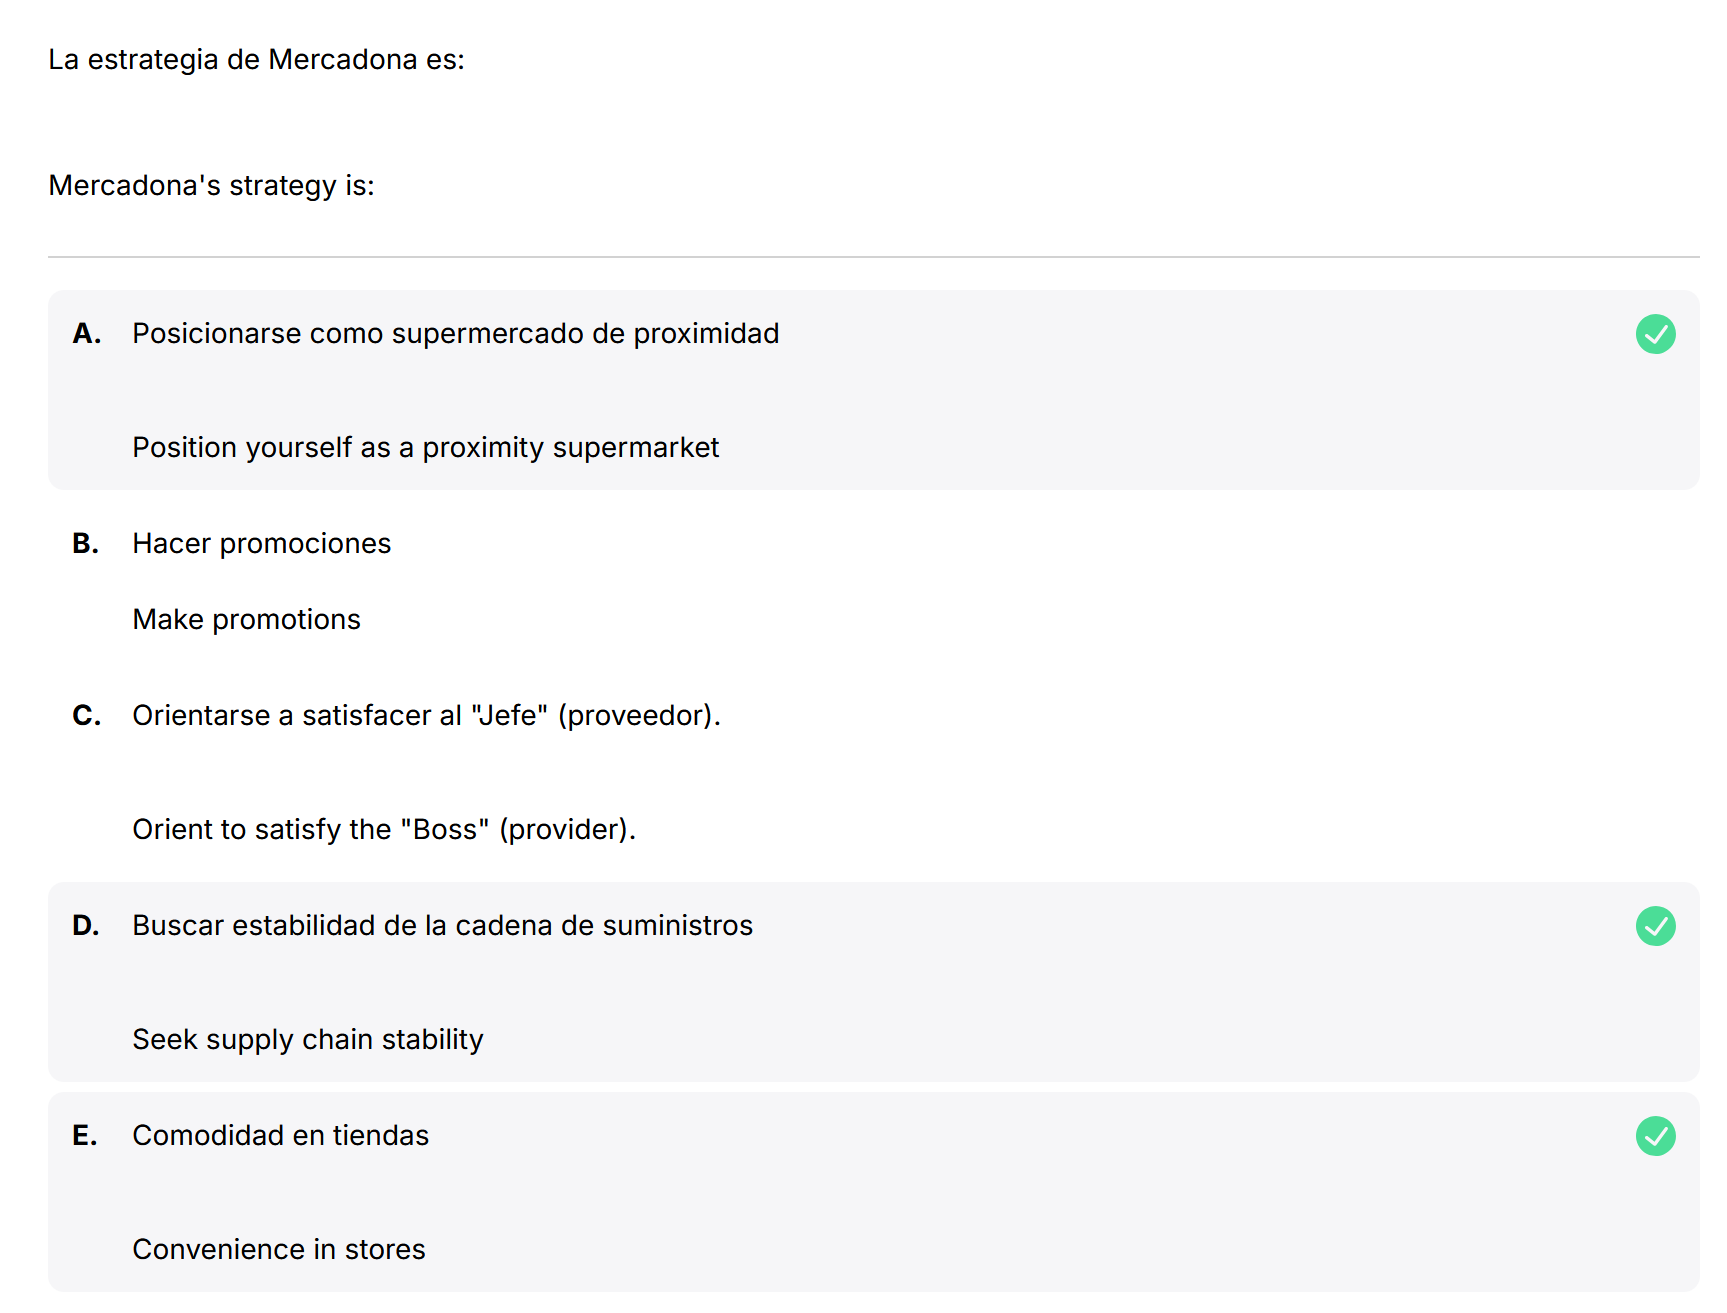 La estrategia de Mercadona es:
Mercadona's strategy is:
A. Posicionarse como supermercado de proximidad
Position yourself as a proximity supermarket
B. Hacer promociones
Make promotions
C. Orientarse a satisfacer al "Jefe" (proveedor).
Orient to satisfy the "Boss" (provider).
D. Buscar estabilidad de la cadena de suministros
Seek supply chain stability
E. Comodidad en tiendas
Convenience in stores